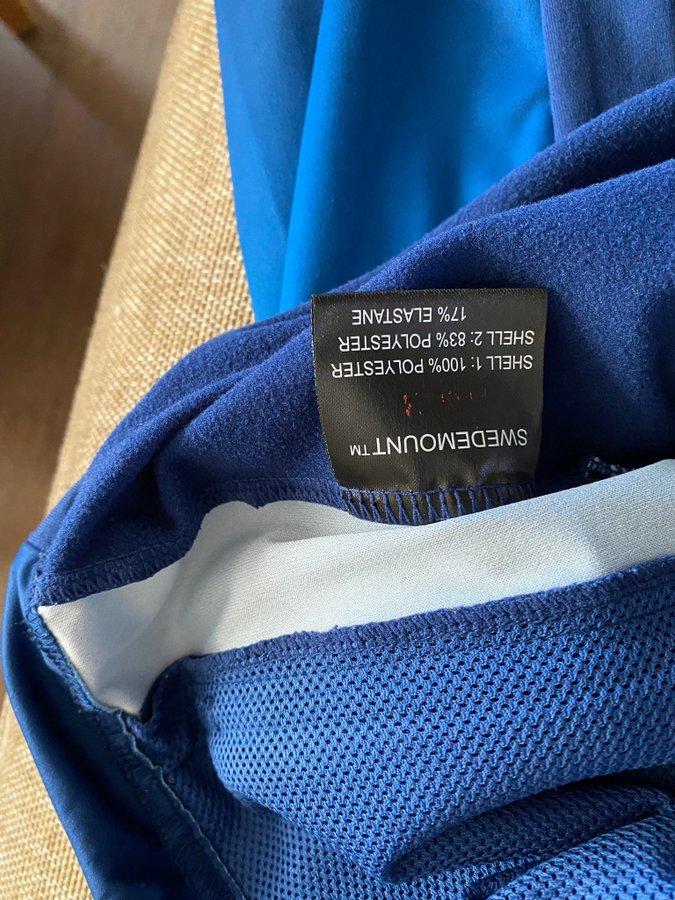 SWEDEMOUNT™
SHELL 1: 100% POLYESTER
SHELL 2: 83% POLYESTER
17% ELASTANE